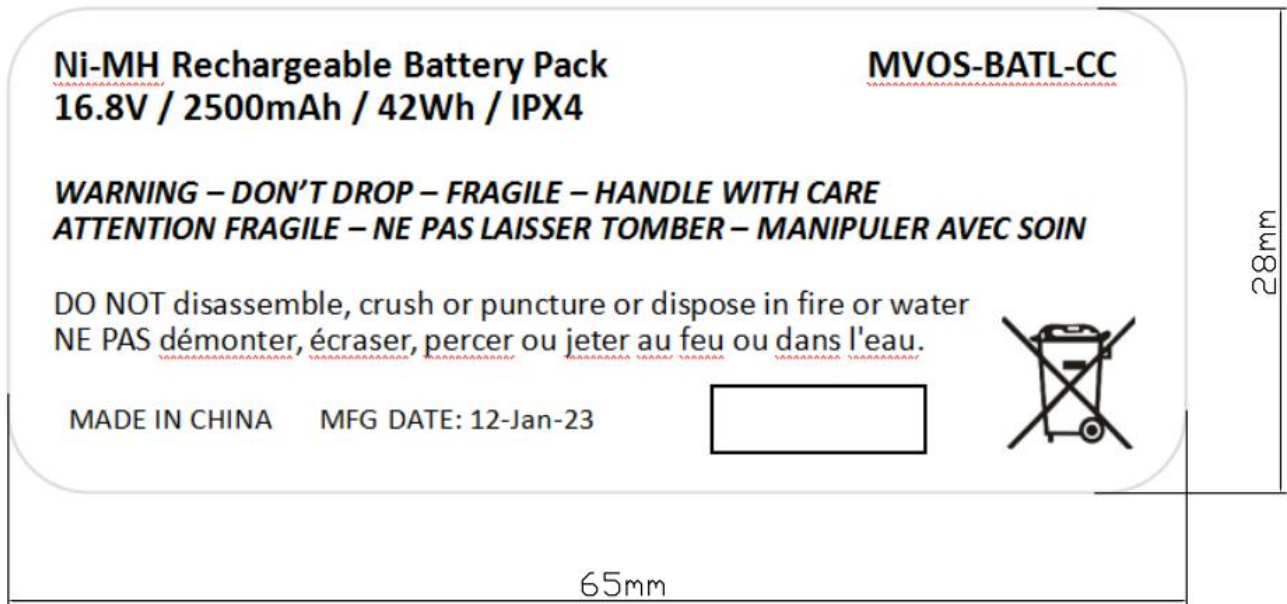 Ni-MH Rechargeable Battery Pack MVOS-BATL-CC
16.8V / 2500mAh / 42Wh / IPX4
WARNING – DON’T DROP – FRAGILE – HANDLE WITH CARE
ATTENTION FRAGILE – NE PAS LAISSER TOMBER – MANIPULER AVEC SOIN
DO NOT disassemble, crush or puncture or dispose in fire or water
NE PAS démonter, écraser, percer ou jeter au feu ou dans l'eau.
MADE IN CHINA MFG DATE: 12-Jan-23
28mm
65mm